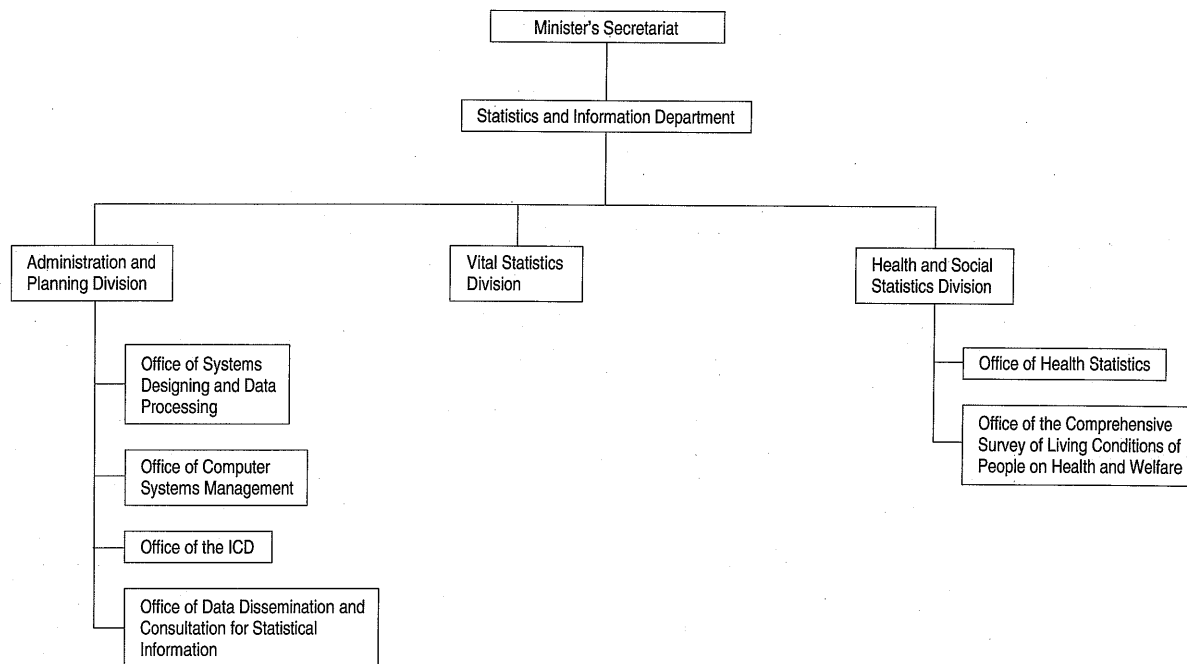 Minister's Secretariat
Statistics and Information Department
Administration and
Planning Division
Vital Statistics
Division
Health and Social
Statistics Division
Office of Systems
Designing and Data
Processing
Office of Computer
Systems Management
Office of the ICD
Office of Data Dissemination and
Consultation for Statistical
Information
Office of Health Statistics
Office of the Comprehensive
Survey of Living Conditions of
People on Health and Welfare